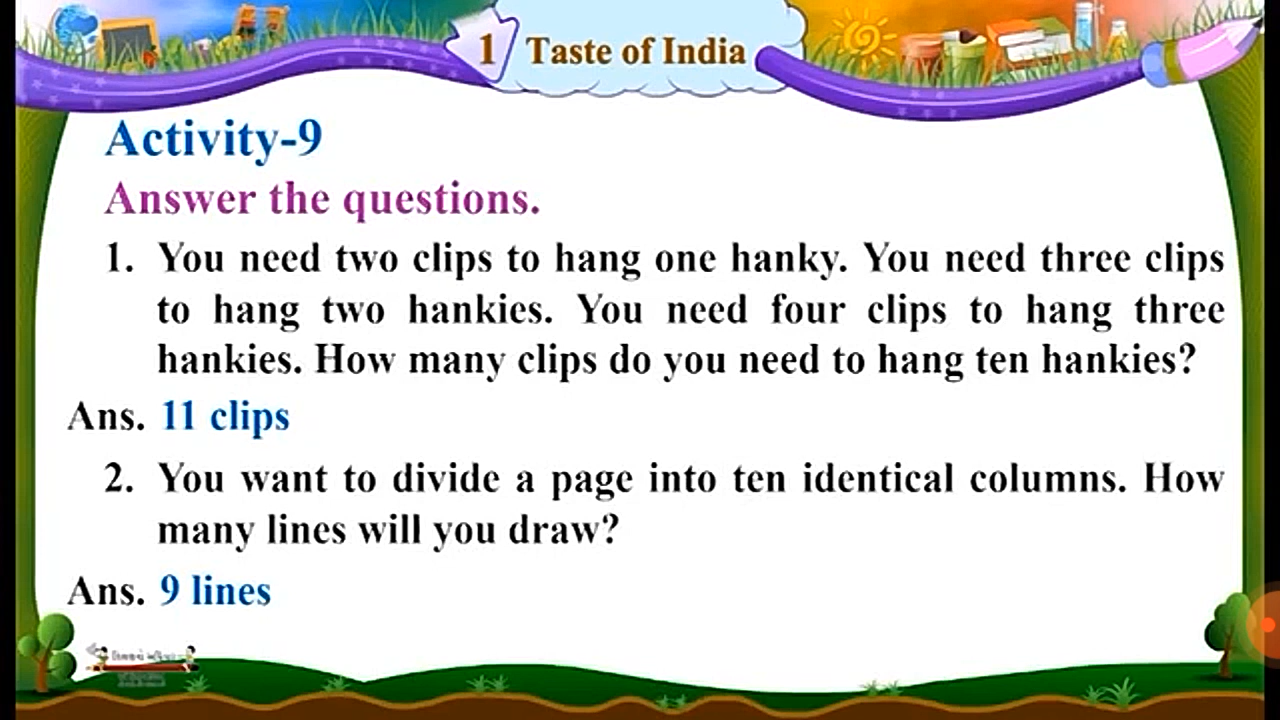 1 Taste of India
Activity-9
Answer the questions.
1. You need two clips to hang one hanky. You need three clips
to hang two hankies. You need four clips to hang three
hankies. How many clips do you need to hang ten hankies?
Ans. 11 clips
2. You want to divide a page into ten identical columns. How
many lines will you draw?
Ans. 9 lines